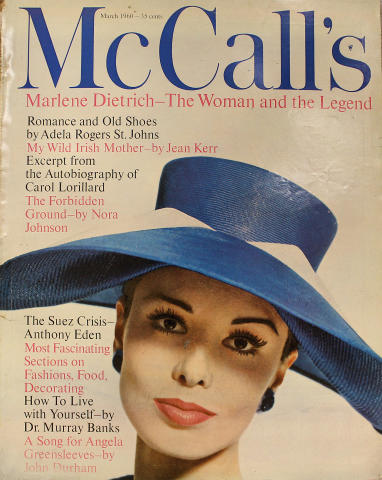 March 1960—35 cents
McCall's
Marlene Dietrich–The Woman and the Legend
Romance and Old Shoes
by Adela Rogers St. Johns
My Wild Irish Mother–by Jean Kerr
Excerpt from
the Autobiography of
Carol Lorillard
The Forbidden
Ground–by Nora
Johnson
The Suez Crisis–
Anthony Eden
Most Fascinating
Sections on
Fashions, Food,
Decorating
How To Live
with Yourself–by
Dr. Murray Banks
A Song for Angela
Greensleeves–by
John Durham